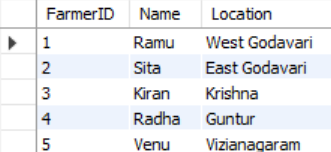 FarmerID Name Location
1 Ramu West Godavari
2 Sita East Godavari
3 Kiran Krishna
4 Radha Guntur
5 Venu Vizianagaram